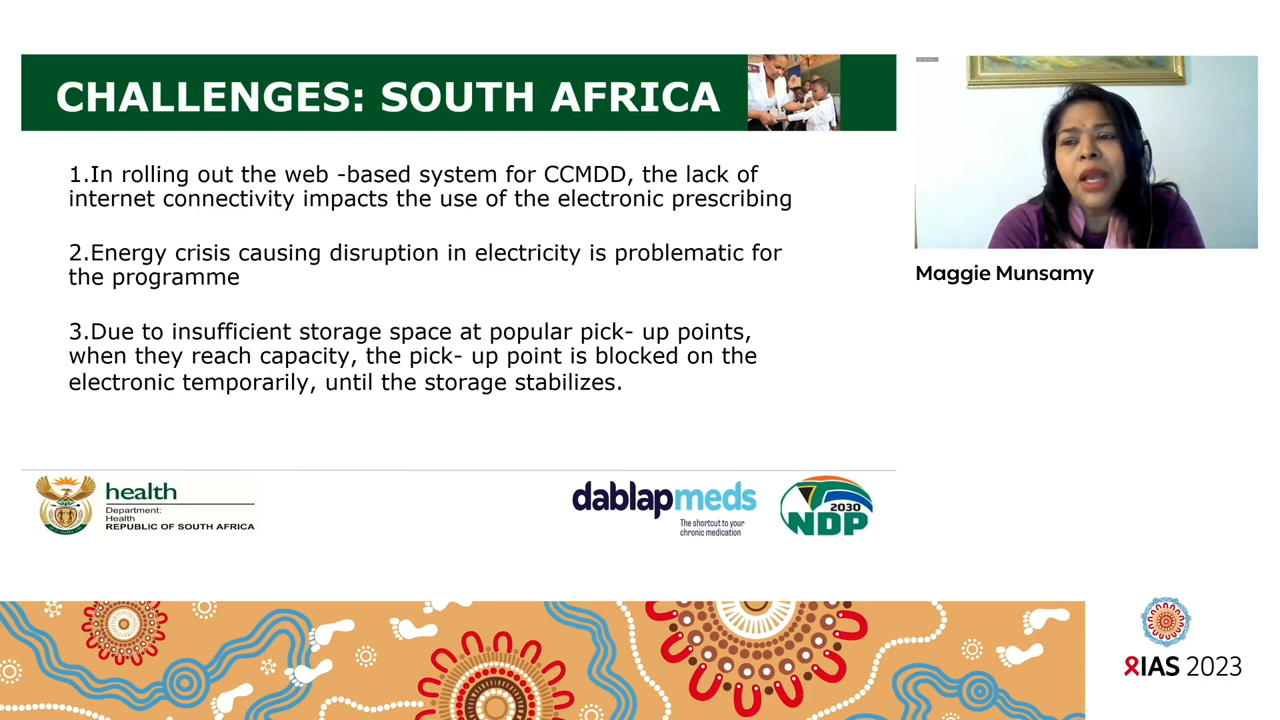 CHALLENGES: SOUTH AFRICA
1.In rolling out the web -based system for CCMDD, the lack of
internet connectivity impacts the use of the electronic prescribing
2.Energy crisis causing disruption in electricity is problematic for
the programme
3.Due to insufficient storage space at popular pick- up points,
when they reach capacity, the pick- up point is blocked on the
electronic temporarily, until the storage stabilizes.
health
Department:
Health
REPUBLIC OF SOUTH AFRICA
dablapmeds
The shortcut to your
chronic medication
2030
NDP
Maggie Munsamy
IAS 2023